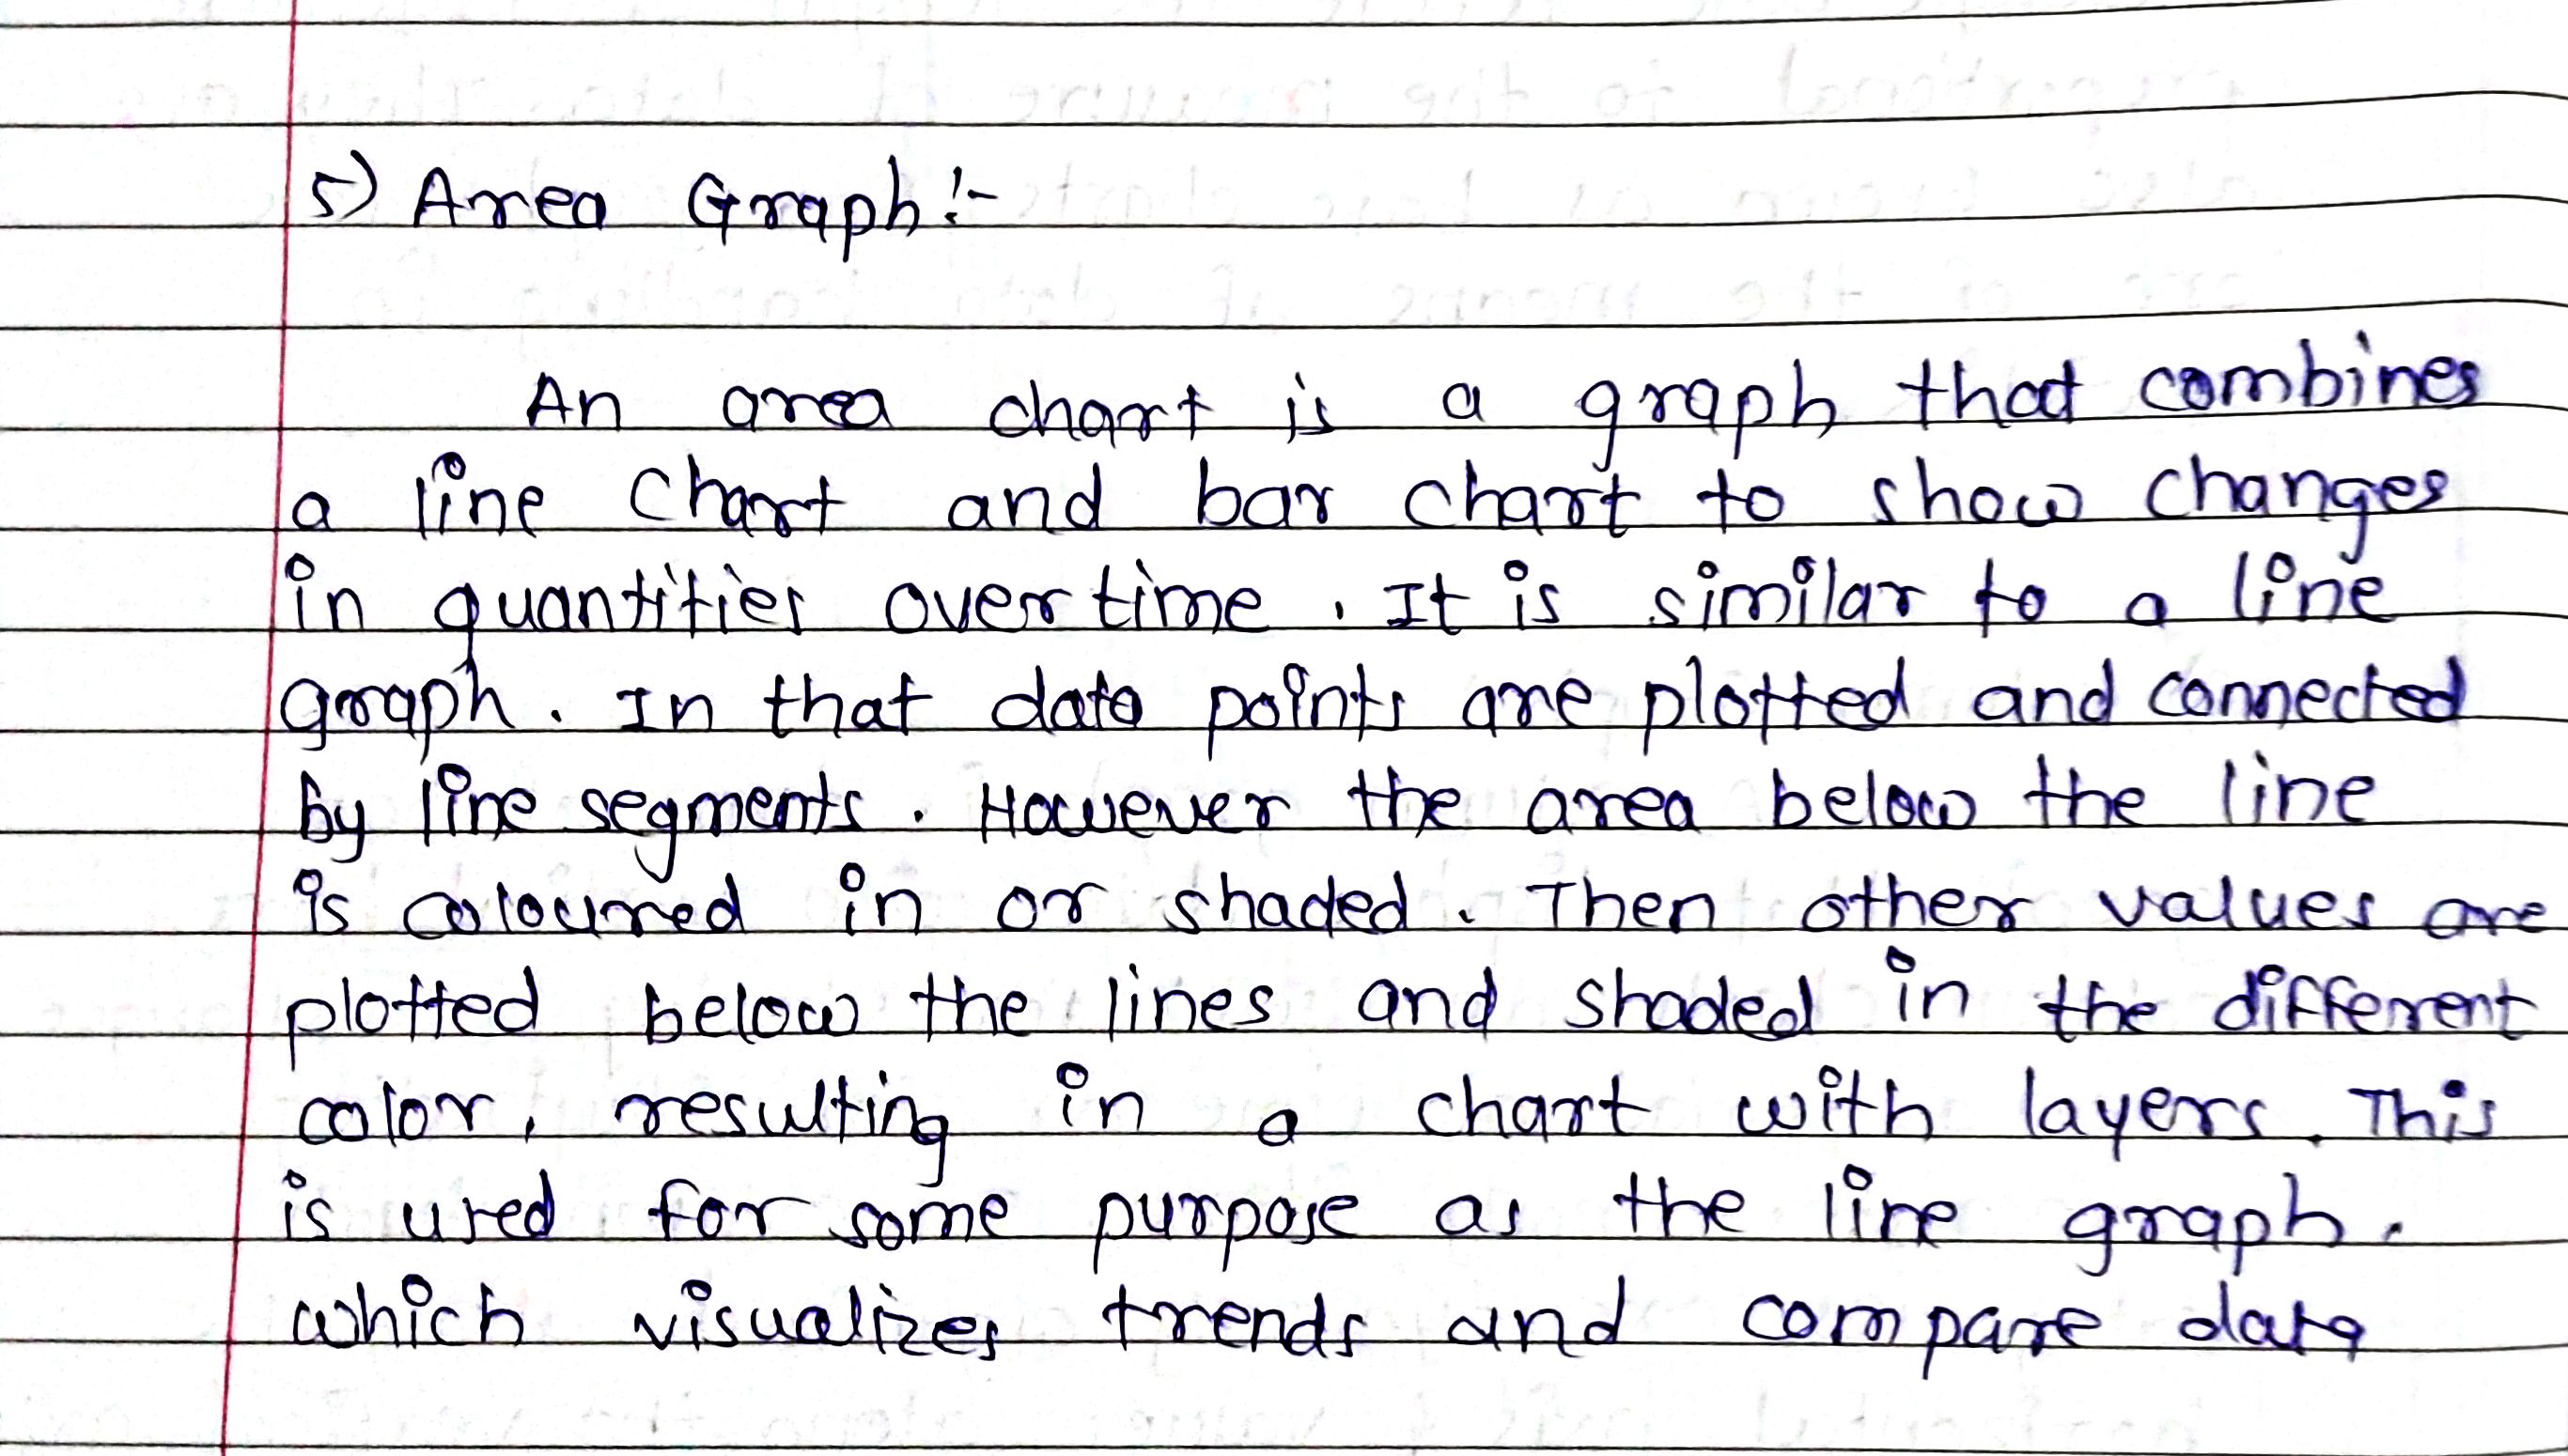 5) Area Graph:-
An area chart is a graph that combines
a line chart and bar chart to show changes
in quantities over time. It is similar to a line
graph. In that data points are plotted and connected
by line segments. However the area below the line
is coloured in or shaded. Then other values are
plotted below the lines and shaded in the different
color, resulting in a chart with layers. This
is used for some purpose as the line graph.
which visualizes trends and compare data